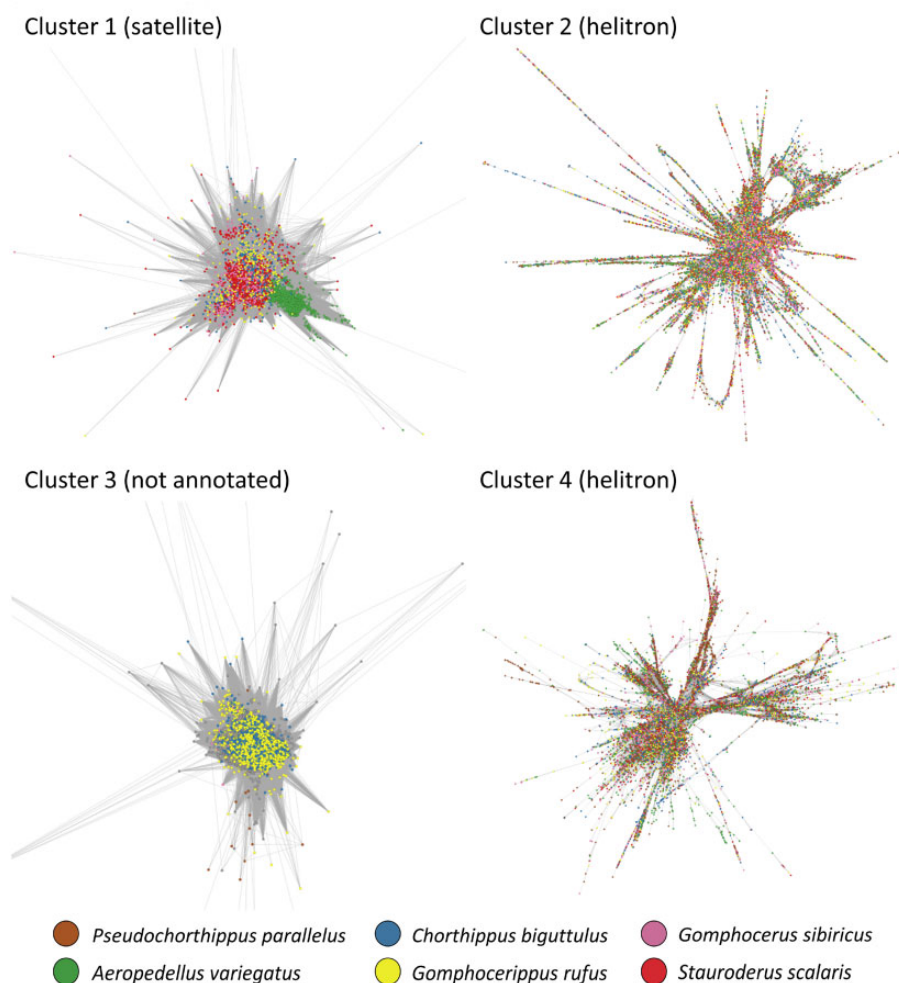 Cluster 1 (satellite)
Cluster 2 (helitron)
Cluster 3 (not annotated)
Cluster 4 (helitron)
Pseudochorthippus parallelus
Chorthippus biguttulus
Gomphocerus sibiricus
Aeropedellus variegatus
Gomphocerippus rufus
Stauroderus scalaris